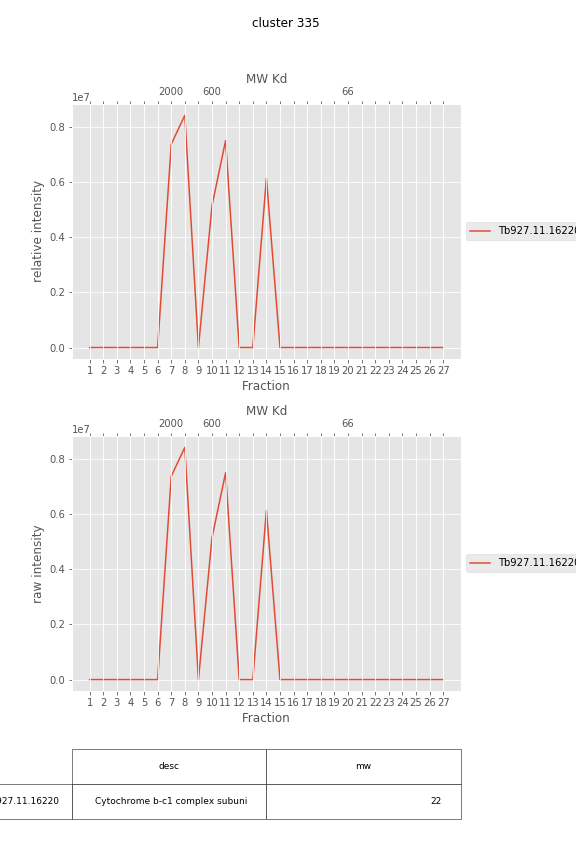 cluster 335
MW Kd
2000 600 66
1e7
0.8
0.6
0.4
0.2
0.0
relative intensity
Tb927.11.16220
1 2 3 4 5 6 7 8 9 10 11 12 13 14 15 16 17 18 19 20 21 22 23 24 25 26 27
Fraction
MW Kd
2000 600 66
1e7
0.8
0.6
0.4
0.2
0.0
raw intensity
Tb927.11.16220
1 2 3 4 5 6 7 8 9 10 11 12 13 14 15 16 17 18 19 20 21 22 23 24 25 26 27
Fraction
desc mw
927.11.16220 Cytochrome b-c1 complex subuni 22